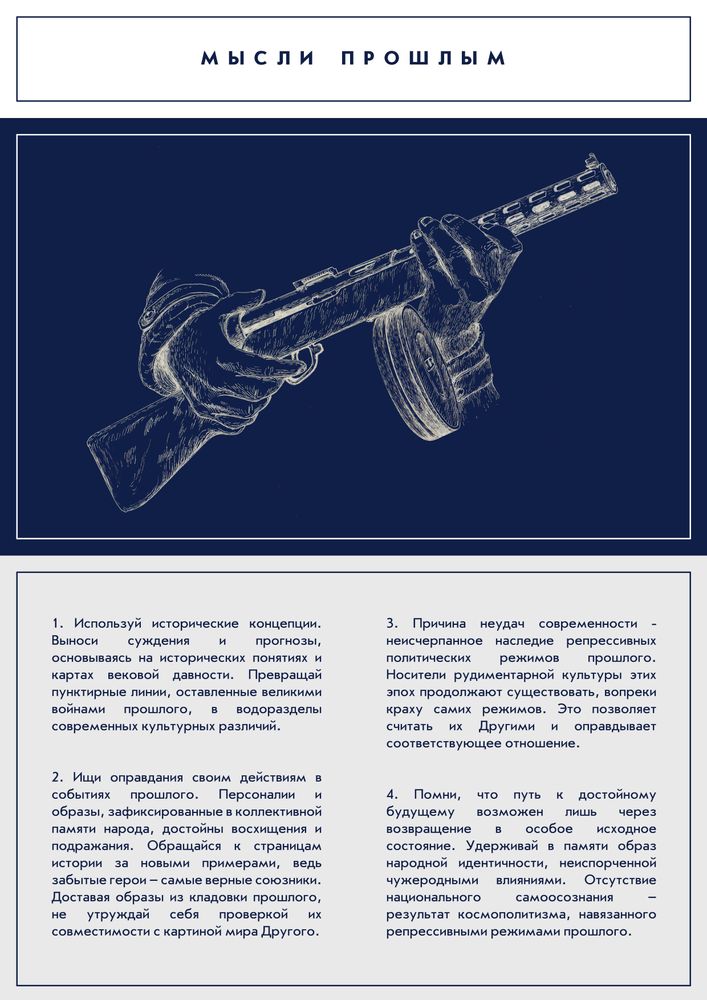 МЫСЛИ ПРОШЛЫМ
1. Используй исторические концепции.
Выноси суждения и прогнозы,
основываясь на исторических понятиях и
картах вековой давности. Превращай
пунктирные линии, оставленные великими
войнами прошлого, в водоразделы
современных культурных различий.
2. Ищи оправдания своим действиям в
событиях прошлого. Персоналии и
образы, зафиксированные в коллективной
памяти народа, достойны восхищения и
подражания. Обращайся к страницам
истории за новыми примерами, ведь
забытые герои – самые верные союзники.
Доставая образы из кладовки прошлого,
не утруждай себя проверкой их
совместимости с картиной мира Другого.
3. Причина неудач современности -
неисчерпанное наследие репрессивных
политических режимов прошлого.
Носители рудиментарной культуры этих
эпох продолжают существовать, вопреки
краху самих режимов. Это позволяет
считать их Другими и оправдывает
соответствующее отношение.
4. Помни, что путь к достойному
будущему возможен лишь через
возвращение в особое исходное
состояние. Удерживай в памяти образ
народной идентичности, неиспорченной
чужеродными влияниями. Отсутствие
национального самоосознания –
результат космополитизма, навязанного
репрессивными режимами прошлого.